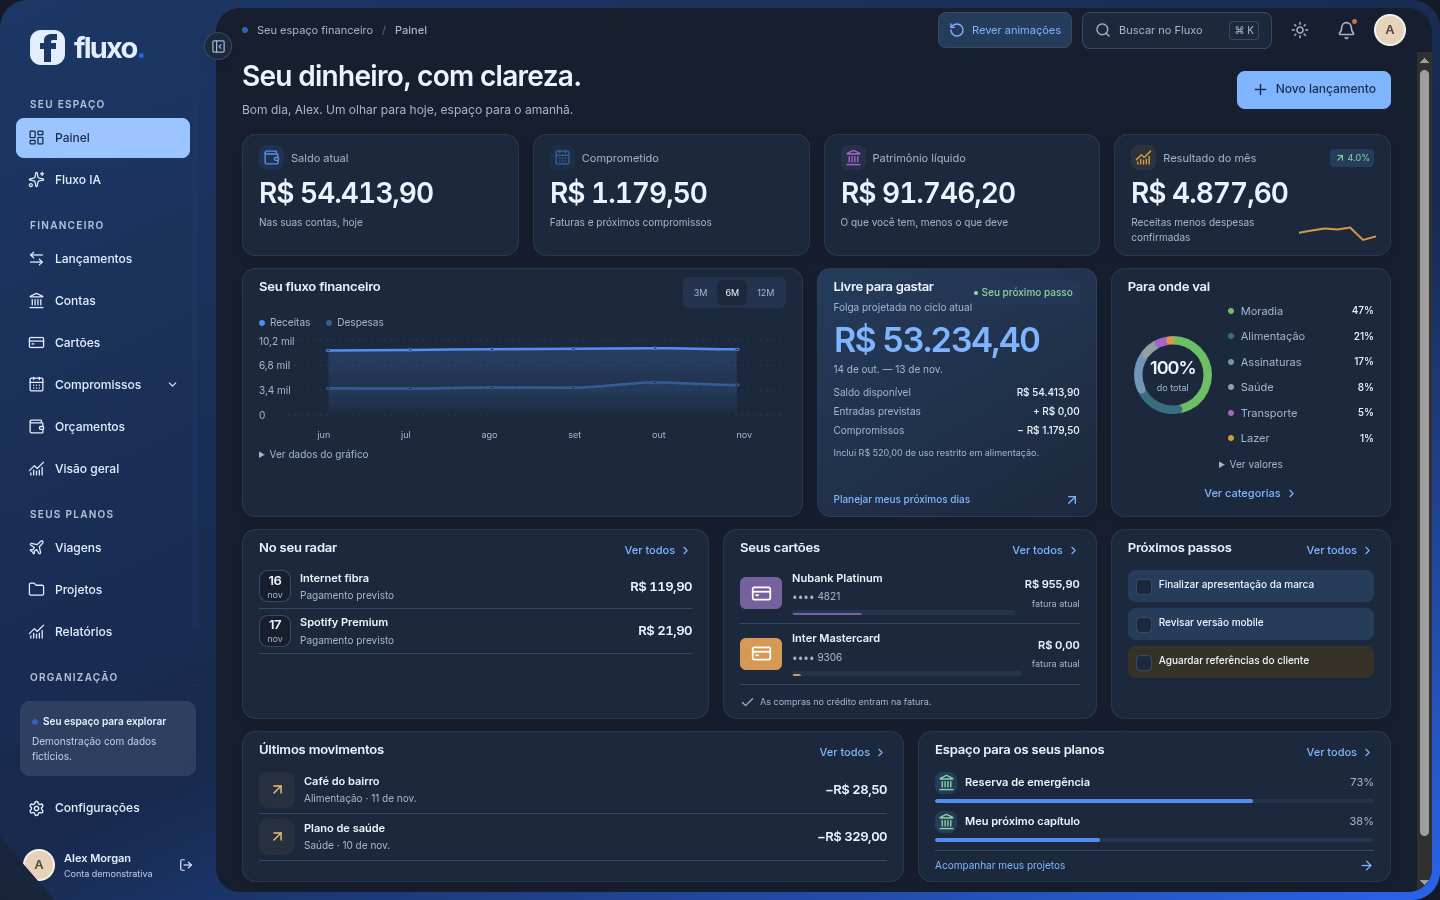 fluxo.
SEU ESPAÇO
Painel
Fluxo IA
FINANCEIRO
Lançamentos
Contas
Cartões
Compromissos
Orçamentos
Visão geral
SEUS PLANOS
Viagens
Projetos
Relatórios
ORGANIZAÇÃO
Seu espaço para explorar
Demonstração com dados
fictícios.
Configurações
A
Alex Morgan
Conta demonstrativa
Seu espaço financeiro / Painel
Rever animações
Buscar no Fluxo
⌘ K
A
Seu dinheiro, com clareza.
Bom dia, Alex. Um olhar para hoje, espaço para o amanhã.
Novo lançamento
Saldo atual
R$ 54.413,90
Nas suas contas, hoje
Comprometido
R$ 1.179,50
Faturas e próximos compromissos
Patrimônio líquido
R$ 91.746,20
O que você tem, menos o que deve
Resultado do mês
4.0%
R$ 4.877,60
Receitas menos despesas
confirmadas
Seu fluxo financeiro
3M 6M 12M
Receitas Despesas
10,2 mil
6,8 mil
3,4 mil
0
jun jul ago set out nov
Ver dados do gráfico
Livre para gastar
Seu próximo passo
Folga projetada no ciclo atual
R$ 53.234,40
14 de out. — 13 de nov.
Saldo disponível R$ 54.413,90
Entradas previstas + R$ 0,00
Compromissos − R$ 1.179,50
Inclui R$ 520,00 de uso restrito em alimentação.
Planejar meus próximos dias
Para onde vai
100%
do total
Moradia 47%
Alimentação 21%
Assinaturas 17%
Saúde 8%
Transporte 5%
Lazer 1%
Ver valores
Ver categorias
No seu radar
Ver todos
16
nov
Internet fibra
Pagamento previsto
R$ 119,90
17
nov
Spotify Premium
Pagamento previsto
R$ 21,90
Seus cartões
Ver todos
Nubank Platinum
•••• 4821
R$ 955,90
fatura atual
Inter Mastercard
•••• 9306
R$ 0,00
fatura atual
As compras no crédito entram na fatura.
Próximos passos
Ver todos
Finalizar apresentação da marca
Revisar versão mobile
Aguardar referências do cliente
Últimos movimentos
Ver todos
Café do bairro
Alimentação · 11 de nov.
−R$ 28,50
Plano de saúde
Saúde · 10 de nov.
−R$ 329,00
Espaço para os seus planos
Ver todos
Reserva de emergência 73%
Meu próximo capítulo 38%
Acompanhar meus projetos